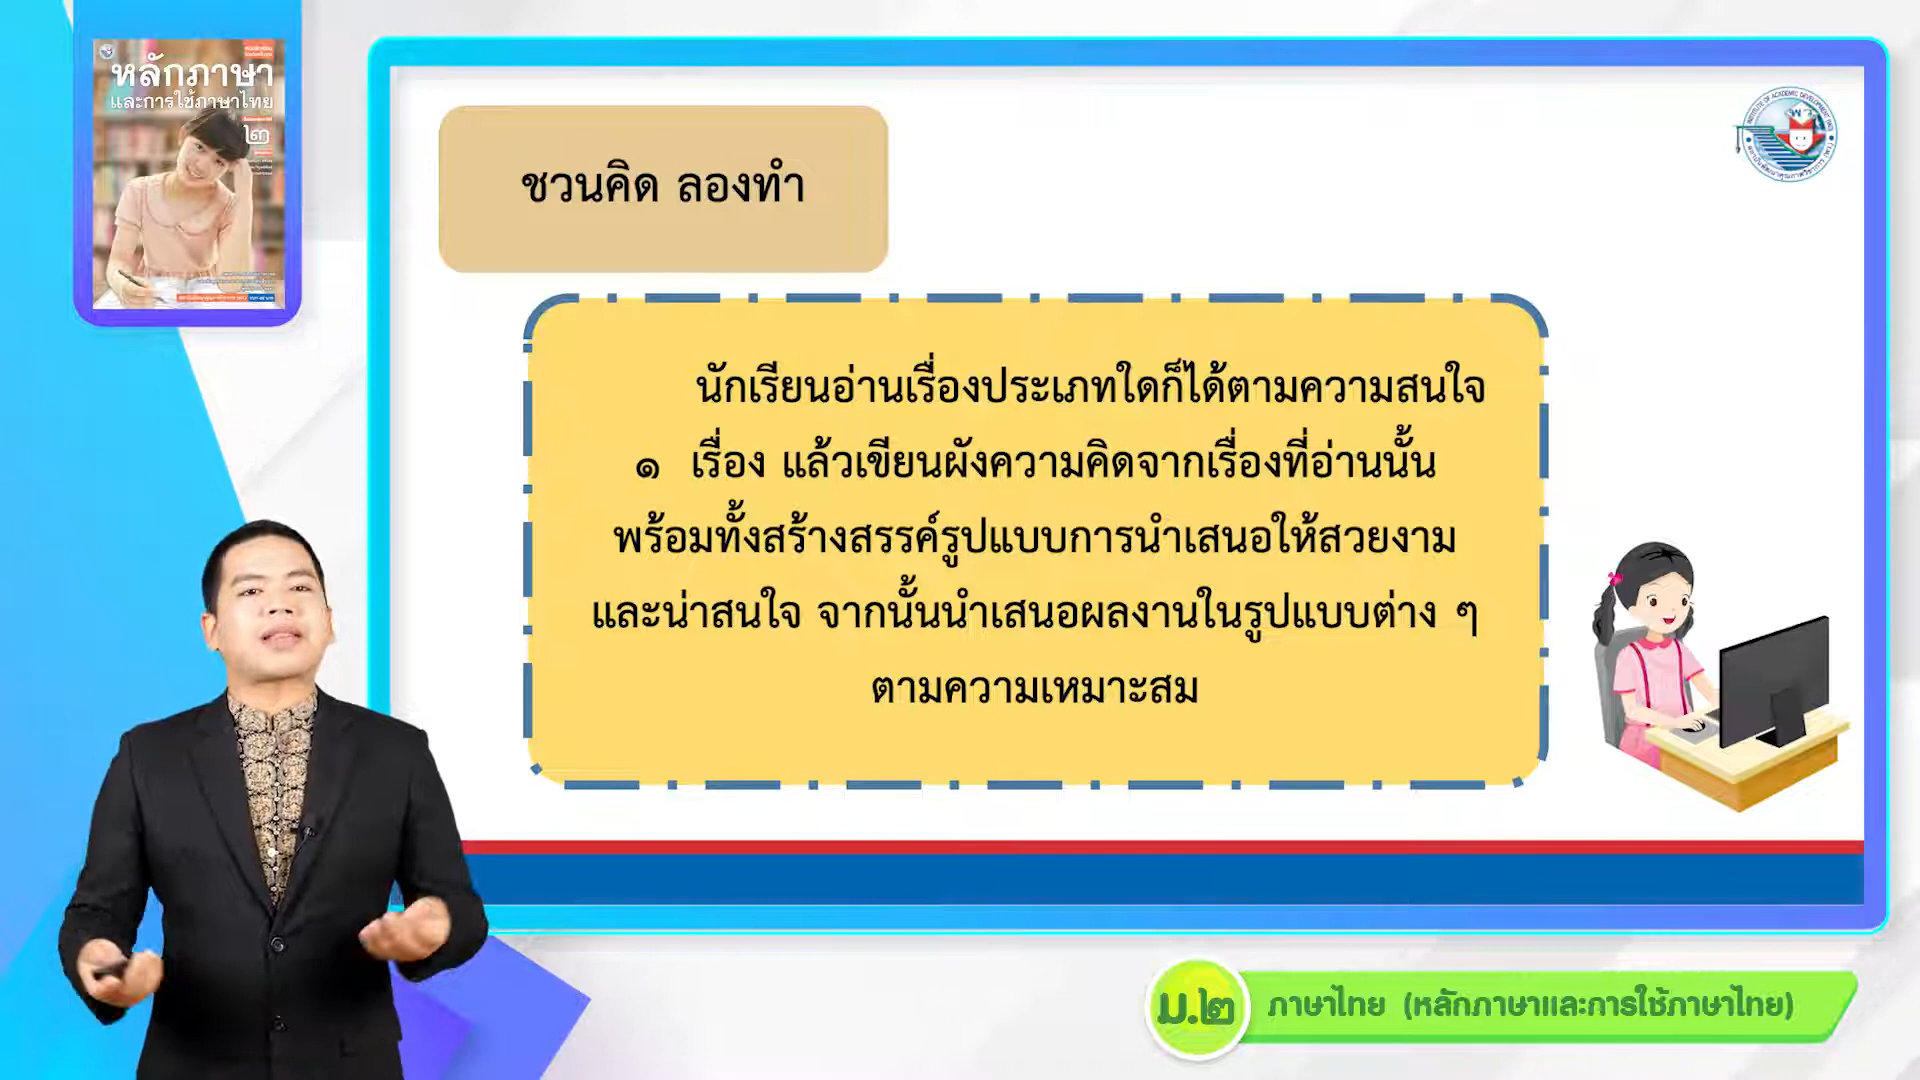 หลักภาษา
และการใช้ภาษาไทย
๒
ชวนคิด ลองทำ
นักเรียนอ่านเรื่องประเภทใดก็ได้ตามความสนใจ
๑ เรื่อง แล้วเขียนผังความคิดจากเรื่องที่อ่านนั้น
พร้อมทั้งสร้างสรรค์รูปแบบการนำเสนอให้สวยงาม
และน่าสนใจ จากนั้นนำเสนอผลงานในรูปแบบต่าง ๆ
ตามความเหมาะสม
ม.๒ ภาษาไทย (หลักภาษาและการใช้ภาษาไทย)